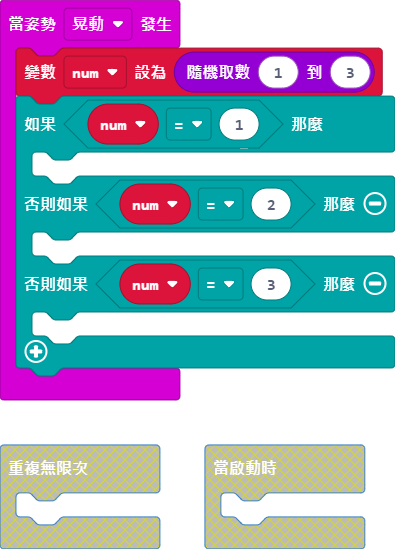 當姿勢 晃動 發生
變數 num 設為 隨機取數 1 到 3
如果 num = 1 那麼
否則如果 num = 2 那麼
否則如果 num = 3 那麼
重複無限次 當啟動時